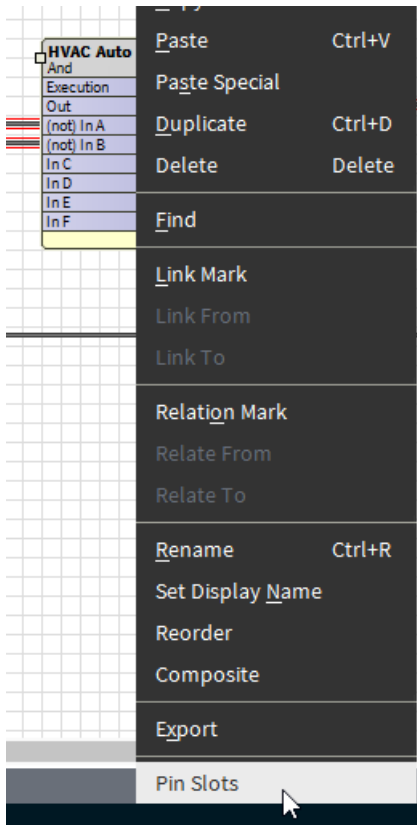 HVAC Auto
And
Execution
Out
(not) In A
(not) In B
In C
In D
In E
In F
Paste Ctrl+V
Paste Special
Duplicate Ctrl+D
Delete Delete
Find
Link Mark
Link From
Link To
Relation Mark
Relate From
Relate To
Rename Ctrl+R
Set Display Name
Reorder
Composite
Export
Pin Slots